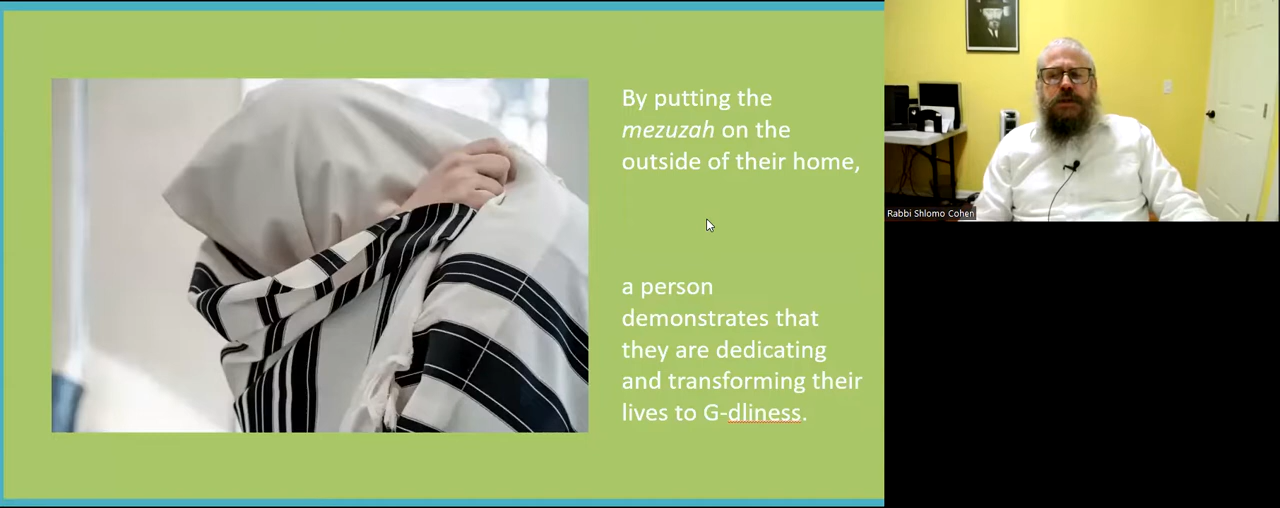 By putting the
mezuzah on the
outside of their home,
a person
demonstrates that
they are dedicating
and transforming their
lives to G-dliness.
Rabbi Shlomo Cohen